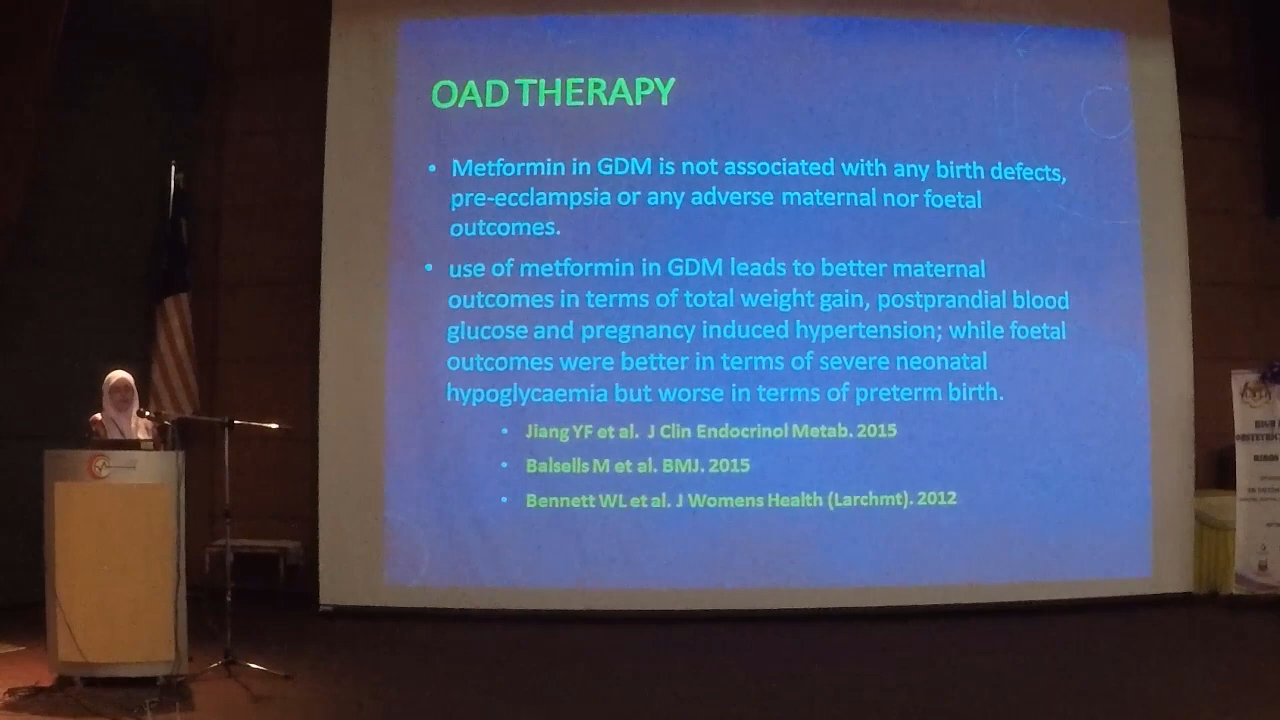 OAD THERAPY
• Metformin in GDM is not associated with any birth defects,
pre-ecclampsia or any adverse maternal nor foetal
outcomes.
• use of metformin in GDM leads to better maternal
outcomes in terms of total weight gain, postprandial blood
glucose and pregnancy induced hypertension; while foetal
outcomes were better in terms of severe neonatal
hypoglycaemia but worse in terms of preterm birth.
• Jiang YF et al. J Clin Endocrinol Metab. 2015
• Balsells M et al. BMJ. 2015
• Bennett WL et al. J Womens Health (Larchmt). 2012
HIGH